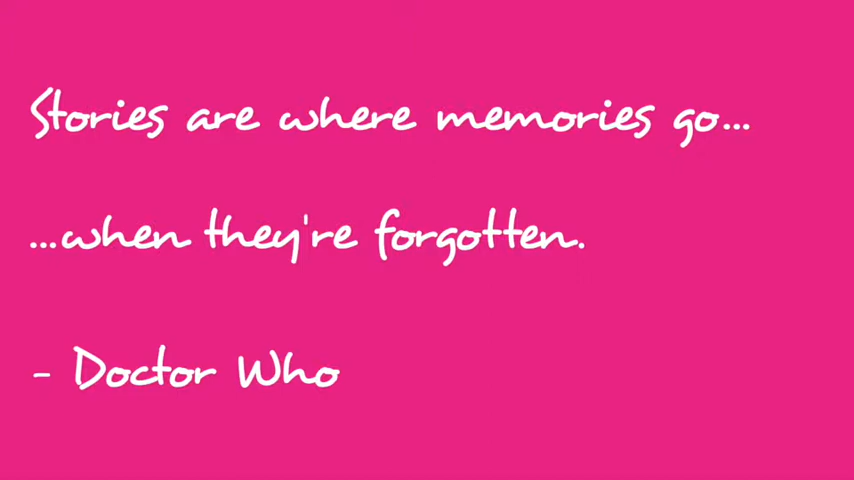 Stories are where memories go...
...when they're forgotten.
- Doctor Who